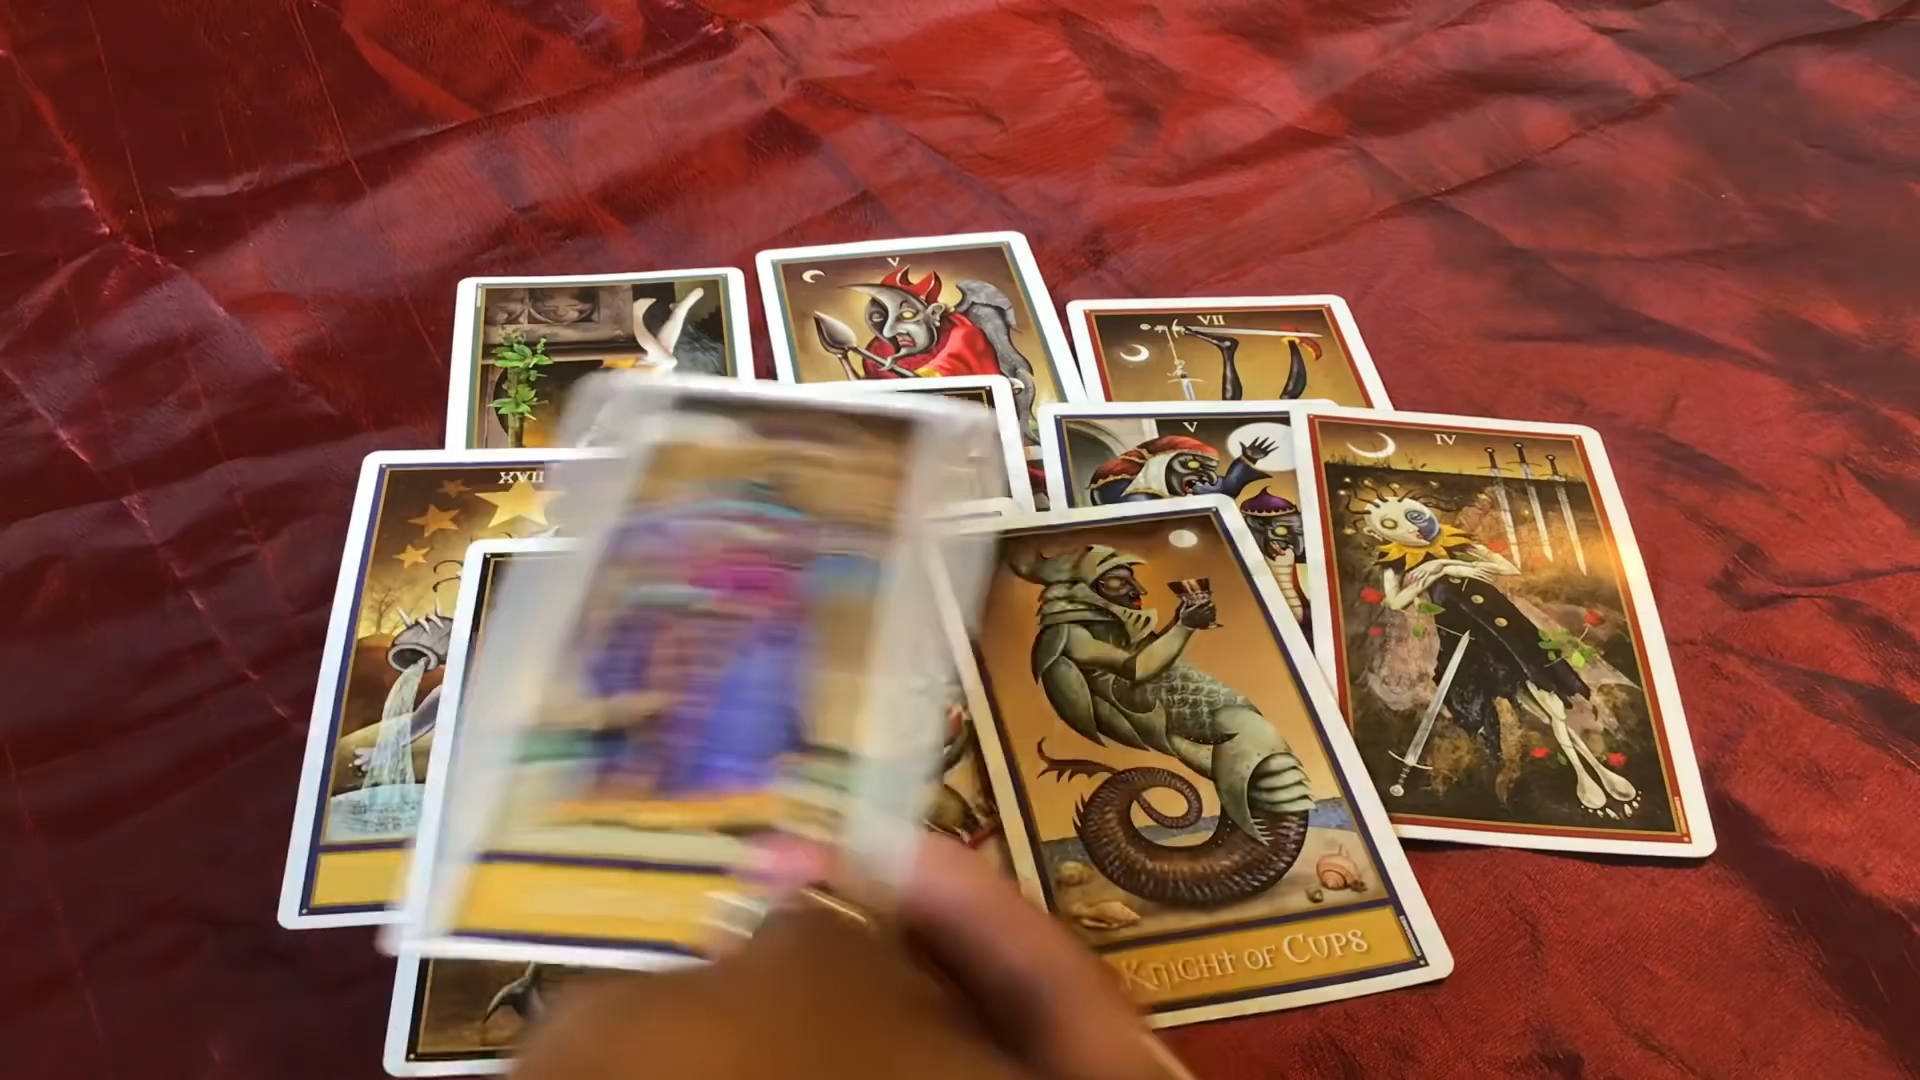 V
VII
V
IV
XVII
Knight of Cups